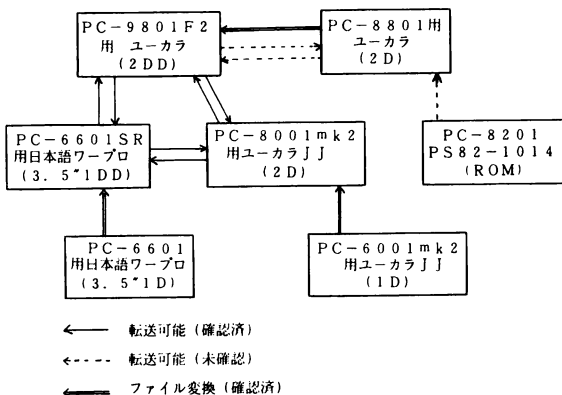 PC-9801F2
用 ユーカラ
(2DD)
PC-8801用
ユーカラ
(2D)
PC-6601SR
用日本語ワープロ
(3.5"1DD)
PC-8001mk2
用ユーカラJJ
(2D)
PC-8201
PS82-1014
(ROM)
PC-6601
用日本語ワープロ
(3.5"1D)
PC-6001mk2
用ユーカラJJ
(1D)
転送可能(確認済)
転送可能(未確認)
ファイル変換(確認済)